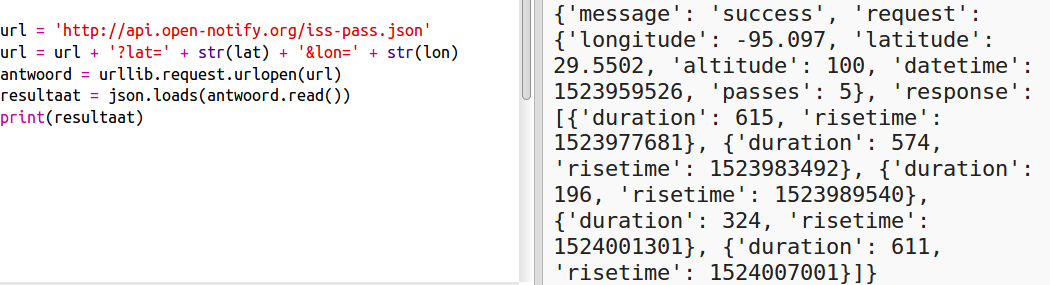 url = 'http://api.open-notify.org/iss-pass.json'
url = url + '?lat=' + str(lat) + '&lon=' + str(lon)
antwoord = urllib.request.urlopen(url)
resultaat = json.loads(antwoord.read())
print(resultaat)
{'message': 'success', 'request':
{'longitude': -95.097, 'latitude':
29.5502, 'altitude': 100, 'datetime':
1523959526, 'passes': 5}, 'response':
[{'duration': 615, 'risetime':
1523977681}, {'duration': 574,
'risetime': 1523983492}, {'duration':
196, 'risetime': 1523989540},
{'duration': 324, 'risetime':
1524001301}, {'duration': 611,
'risetime': 1524007001}]}